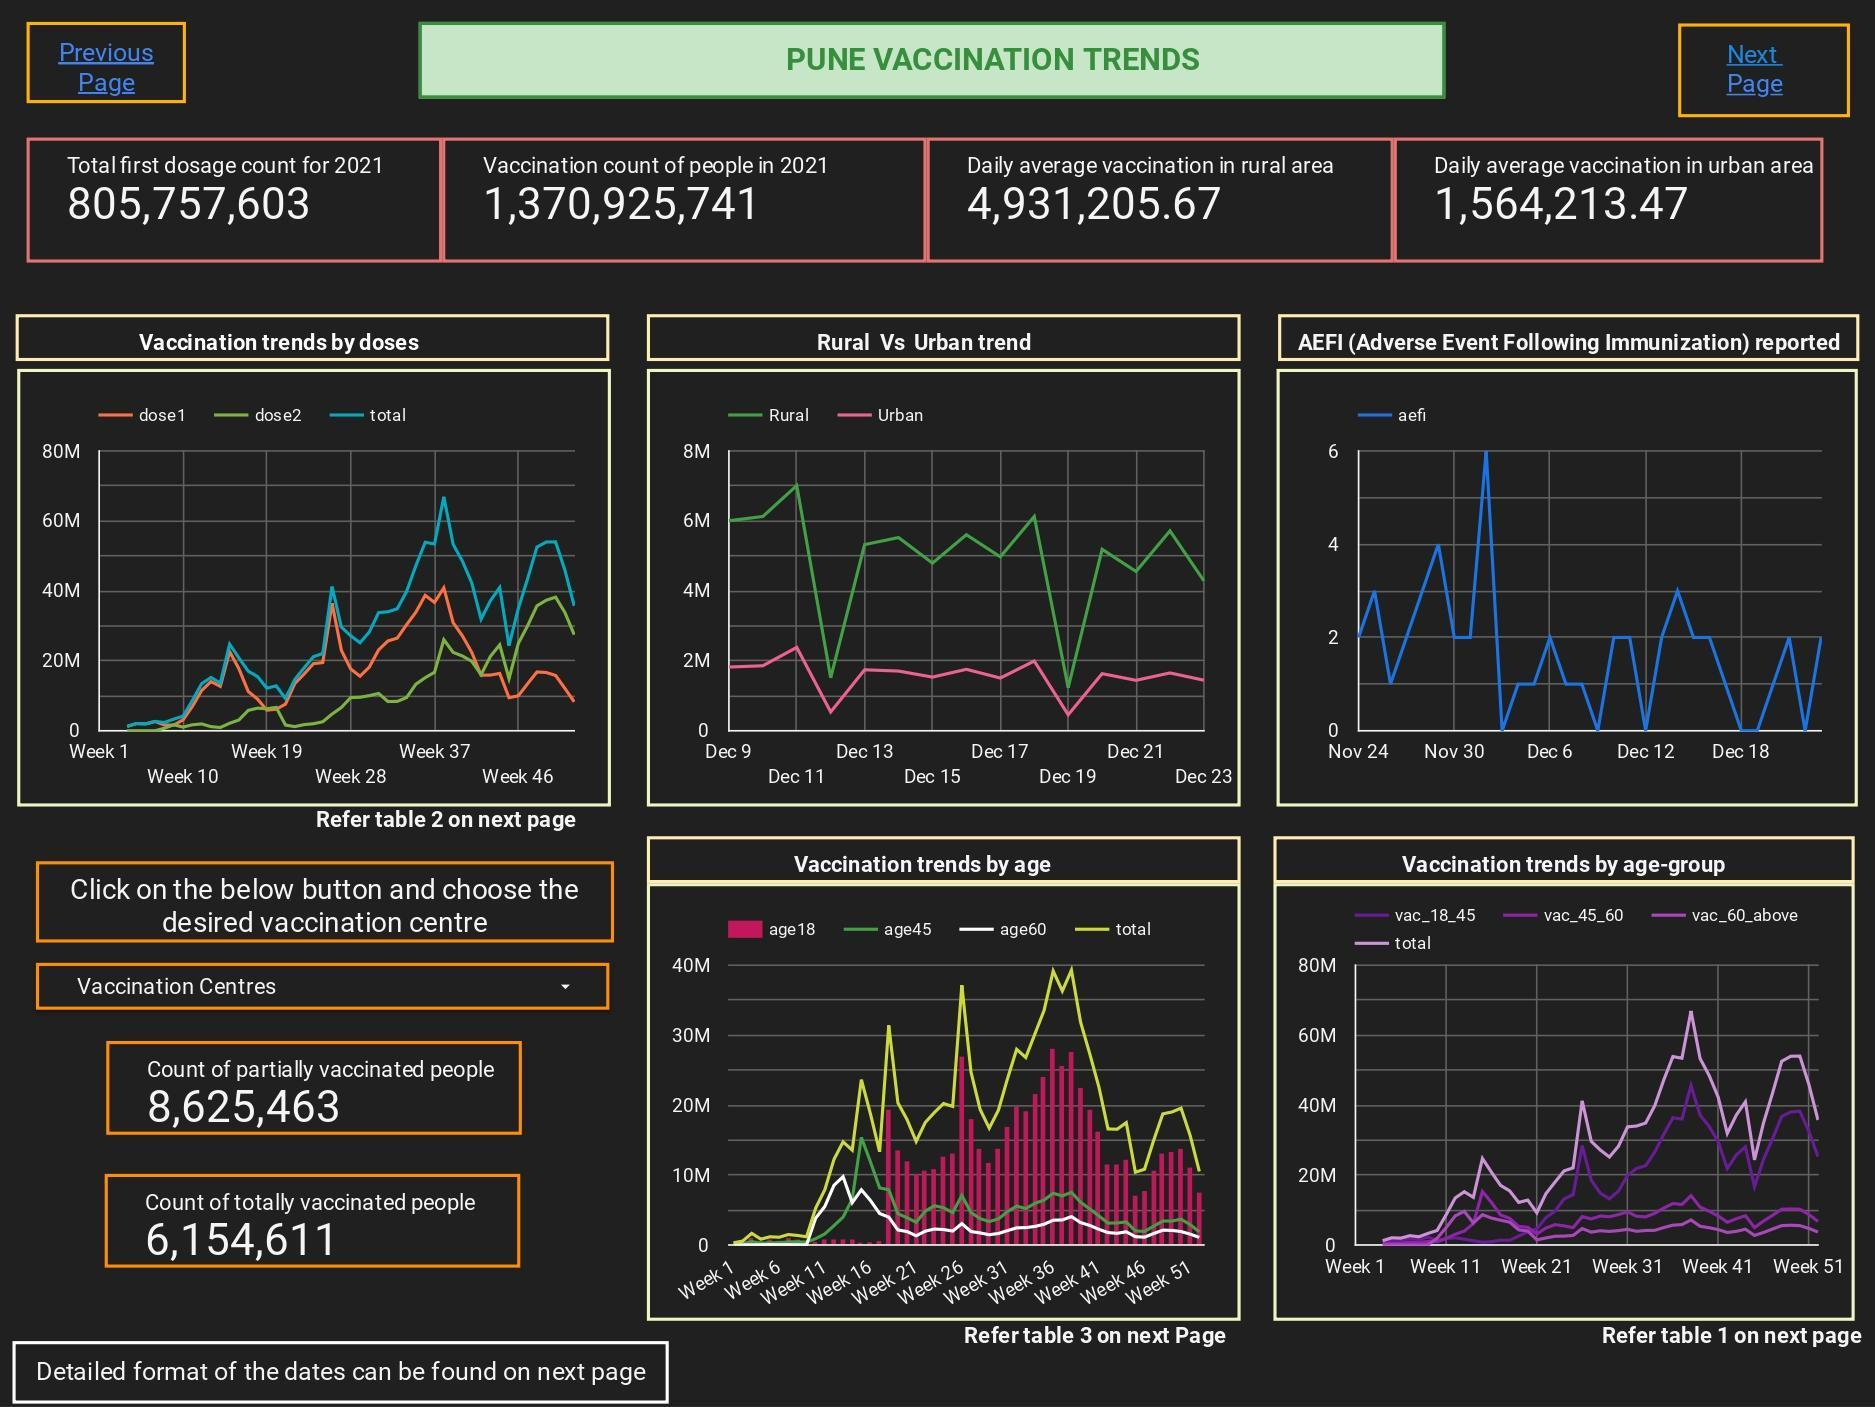 Previous
Page
PUNE VACCINATION TRENDS
Next
Page
Total first dosage count for 2021
805,757,603
Vaccination count of people in 2021
1,370,925,741
Daily average vaccination in rural area
4,931,205.67
Daily average vaccination in urban area
1,564,213.47
Vaccination trends by doses
dose1 dose2 total
80M
60M
40M
20M
0
Week 1 Week 19 Week 37
Week 10 Week 28 Week 46
Refer table 2 on next page
Rural Vs Urban trend
Rural Urban
8M
6M
4M
2M
0
Dec 9 Dec 13 Dec 17 Dec 21
Dec 11 Dec 15 Dec 19 Dec 23
AEFI (Adverse Event Following Immunization) reported
aefi
6
4
2
0
Nov 24 Nov 30 Dec 6 Dec 12 Dec 18
Click on the below button and choose the
desired vaccination centre
Vaccination Centres
Count of partially vaccinated people
8,625,463
Count of totally vaccinated people
6,154,611
Vaccination trends by age
age18 age45 age60 total
40M
30M
20M
10M
0
Week 1 Week 6 Week 11 Week 16 Week 21 Week 26 Week 31 Week 36 Week 41 Week 46 Week 51
Refer table 3 on next Page
Vaccination trends by age-group
vac_18_45 vac_45_60 vac_60_above
total
80M
60M
40M
20M
0
Week 1 Week 11 Week 21 Week 31 Week 41 Week 51
Refer table 1 on next page
Detailed format of the dates can be found on next page